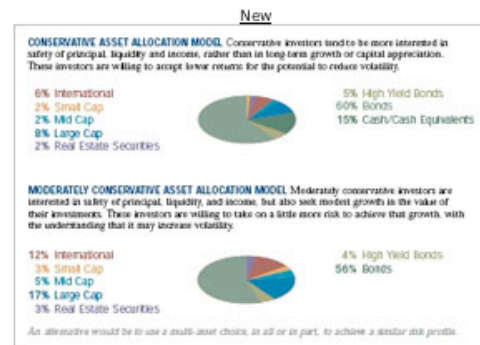 New
CONSERVATIVE ASSET ALLOCATION MODEL Conservative investors tend to be more interested in
safety of principal, liquidity and income, rather than in long-term growth or capital appreciation.
These investors are willing to accept lower returns for the potential to reduce volatility.
6% International
2% Small Cap
2% Mid Cap
8% Large Cap
2% Real Estate Securities
5% High Yield Bonds
60% Bonds
15% Cash/Cash Equivalents
MODERATELY CONSERVATIVE ASSET ALLOCATION MODEL Moderately conservative investors are
interested in safety of principal, liquidity, and income, but also seek modest growth in the value of
their investments. These investors are willing to take on a little more risk to achieve that growth, with
the understanding that it may increase volatility.
12% International
3% Small Cap
5% Mid Cap
17% Large Cap
3% Real Estate Securities
4% High Yield Bonds
56% Bonds
An alternative would be to use a multi-asset choice, in all or in part, to achieve a similar risk profile.